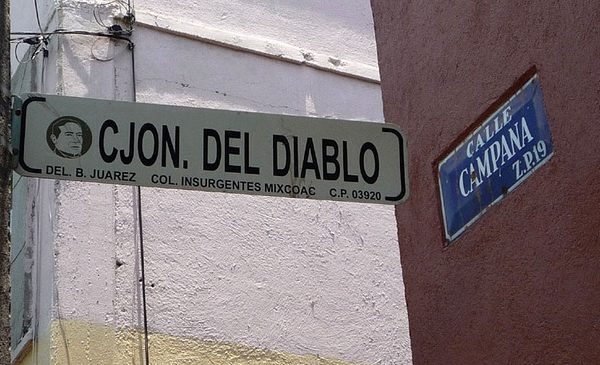 CJON. DEL DIABLO
DEL. B. JUAREZ COL. INSURGENTES MIXCOAC C.P. 03920
CALLE
CAMPANA
Z.P.19